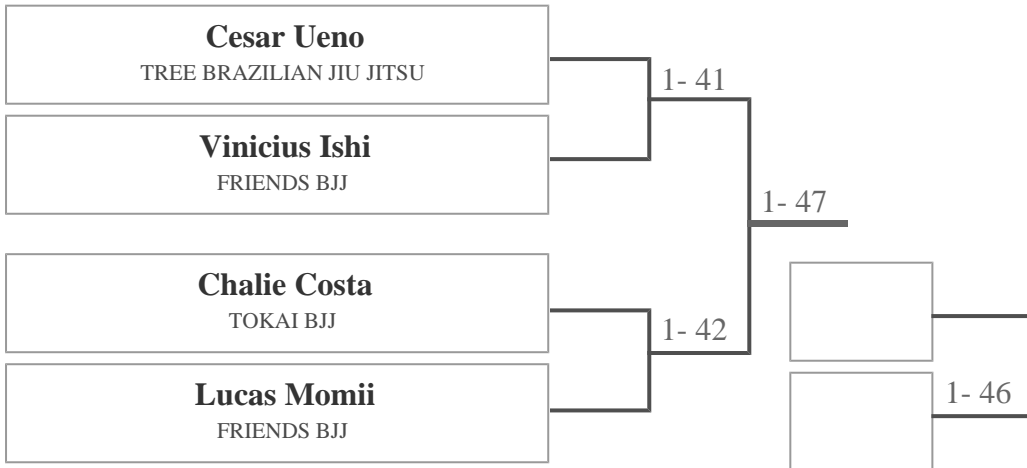 Cesar Ueno
TREE BRAZILIAN JIU JITSU
1- 41
Vinicius Ishi
FRIENDS BJJ
1- 47
Chalie Costa
TOKAI BJJ
1- 42
Lucas Momii
FRIENDS BJJ
1- 46